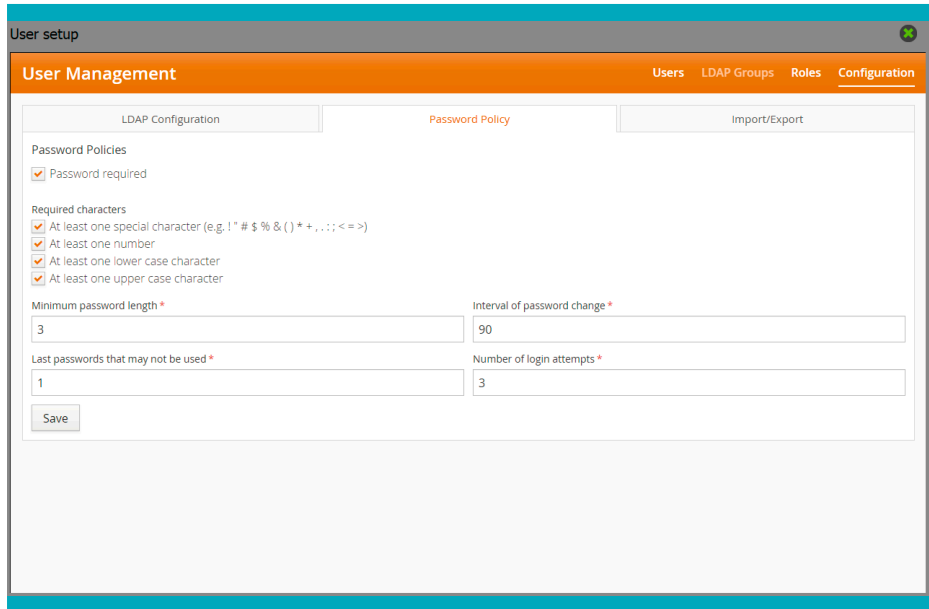 User setup
User Management
Users LDAP Groups Roles Configuration
LDAP Configuration Password Policy Import/Export
Password Policies
Password required
Required characters
At least one special character (e.g. ! " # $ % & ( ) * + , . : ; < = >)
At least one number
At least one lower case character
At least one upper case character
Minimum password length * Interval of password change *
3 90
Last passwords that may not be used * Number of login attempts *
1 3
Save